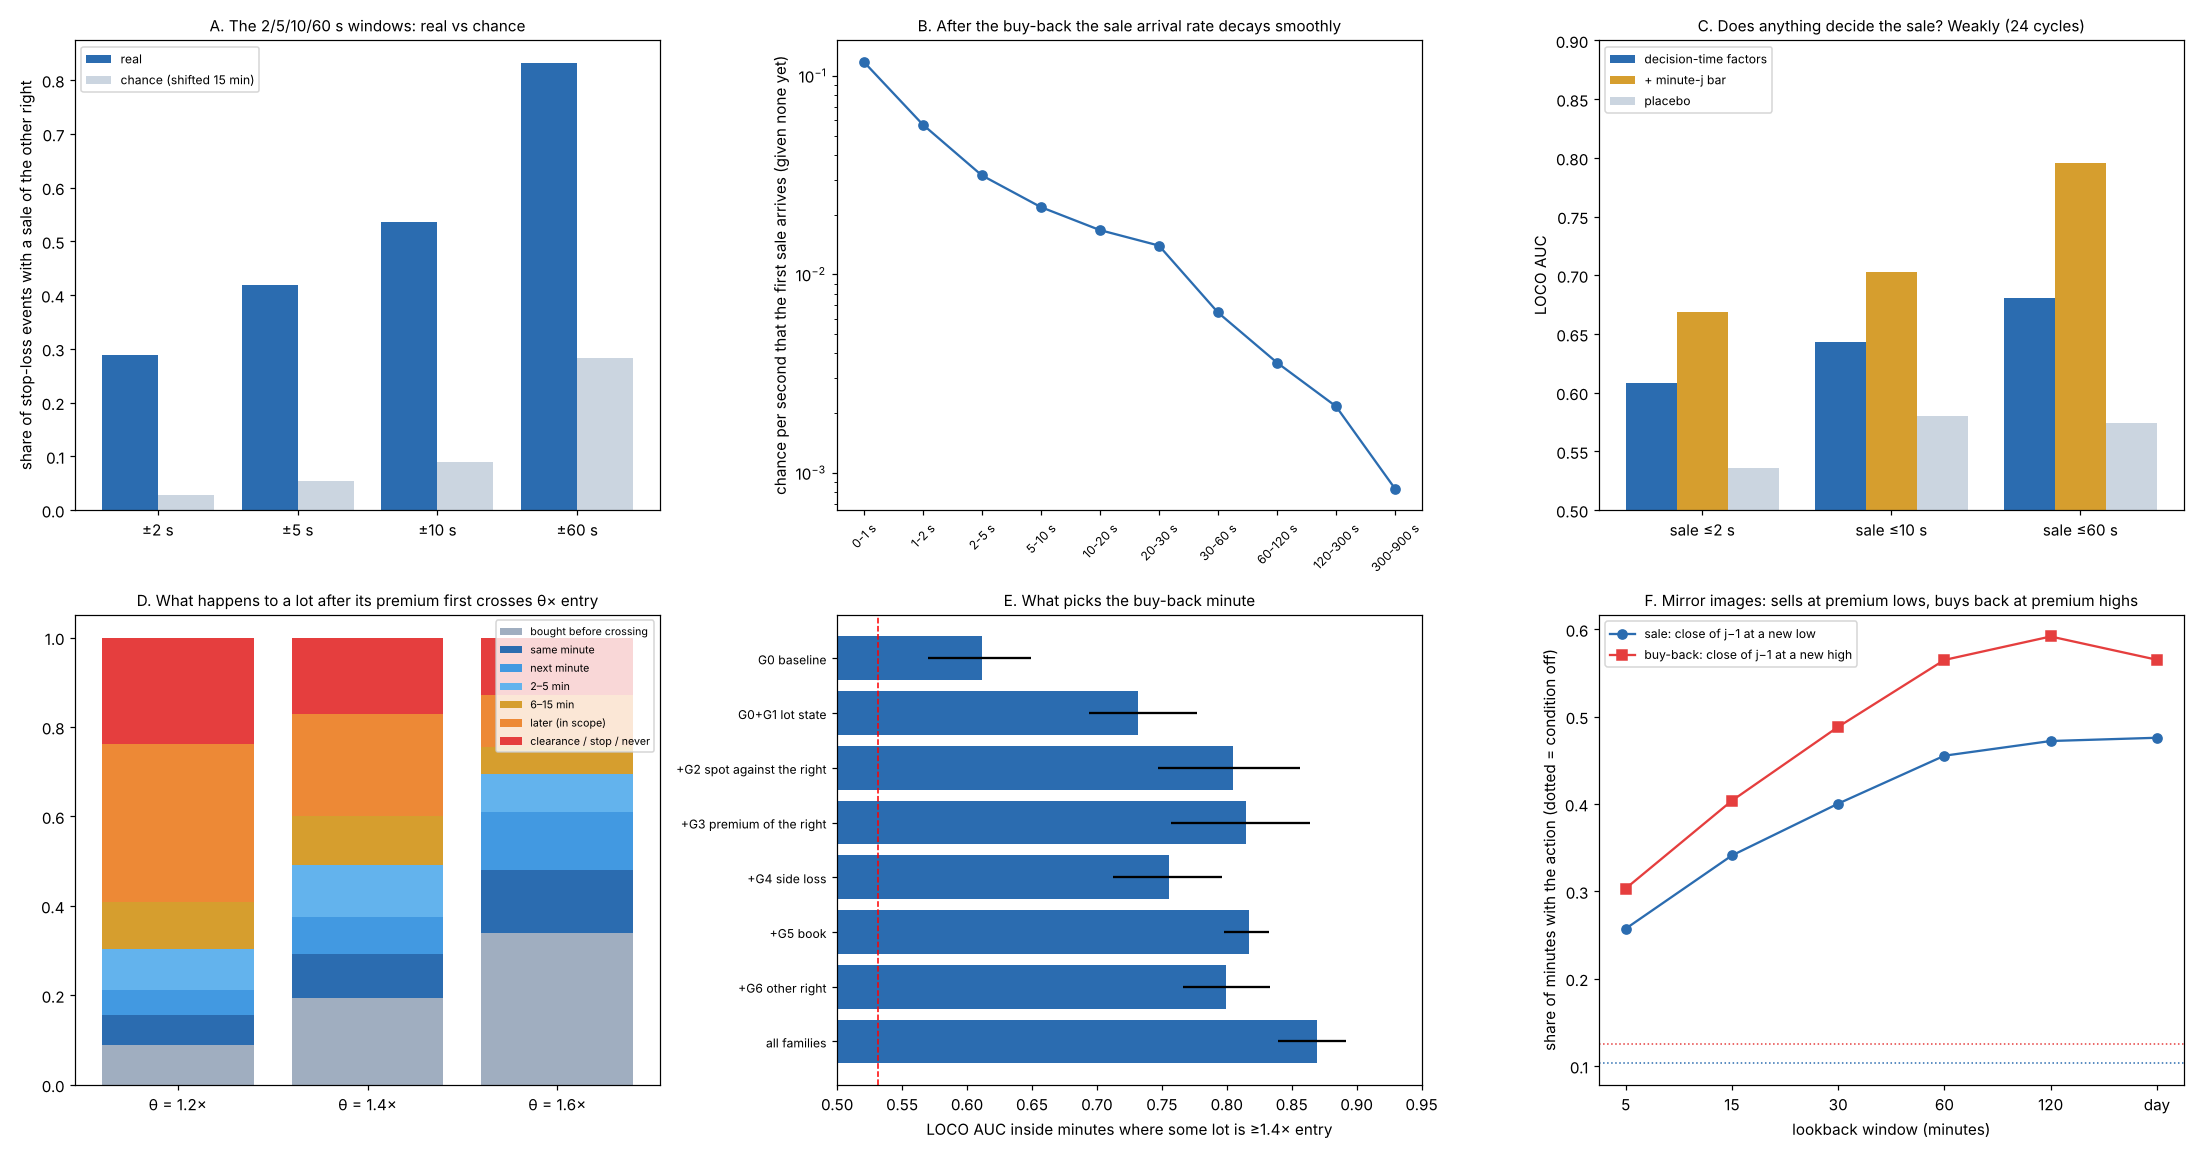 A. The 2/5/10/60 s windows: real vs chance
real
chance (shifted 15 min)
share of stop-loss events with a sale of the other right
0.8
0.7
0.6
0.5
0.4
0.3
0.2
0.1
0.0
±2 s
±5 s
±10 s
±60 s
B. After the buy-back the sale arrival rate decays smoothly
chance per second that the first sale arrives (given none yet)
10⁻¹
10⁻²
10⁻³
0-1 s
1-2 s
2-5 s
5-10 s
10-20 s
20-30 s
30-60 s
60-120 s
120-300 s
300-900 s
C. Does anything decide the sale? Weakly (24 cycles)
decision-time factors
+ minute-j bar
placebo
LOCO AUC
0.90
0.85
0.80
0.75
0.70
0.65
0.60
0.55
0.50
sale ≤2 s
sale ≤10 s
sale ≤60 s
D. What happens to a lot after its premium first crosses θ× entry
bought before crossing
same minute
next minute
2–5 min
6–15 min
later (in scope)
clearance / stop / never
1.0
0.8
0.6
0.4
0.2
0.0
θ = 1.2×
θ = 1.4×
θ = 1.6×
E. What picks the buy-back minute
G0 baseline
G0+G1 lot state
+G2 spot against the right
+G3 premium of the right
+G4 side loss
+G5 book
+G6 other right
all families
0.50
0.55
0.60
0.65
0.70
0.75
0.80
0.85
0.90
0.95
LOCO AUC inside minutes where some lot is ≥1.4× entry
F. Mirror images: sells at premium lows, buys back at premium highs
sale: close of j−1 at a new low
buy-back: close of j−1 at a new high
share of minutes with the action (dotted = condition off)
0.6
0.5
0.4
0.3
0.2
0.1
5
15
30
60
120
day
lookback window (minutes)